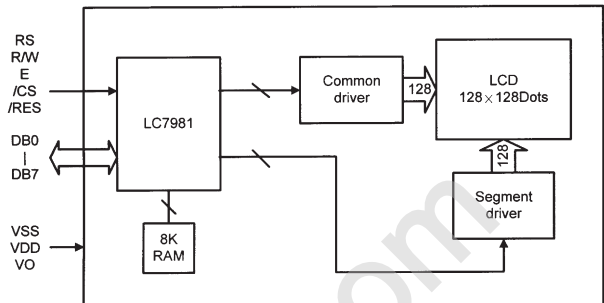 RS
R/W
E
/CS
/RES
DB0
|
DB7
VSS
VDD
VO
LC7981
8K
RAM
Common
driver
128
LCD
128×128Dots
128
Segment
driver
om